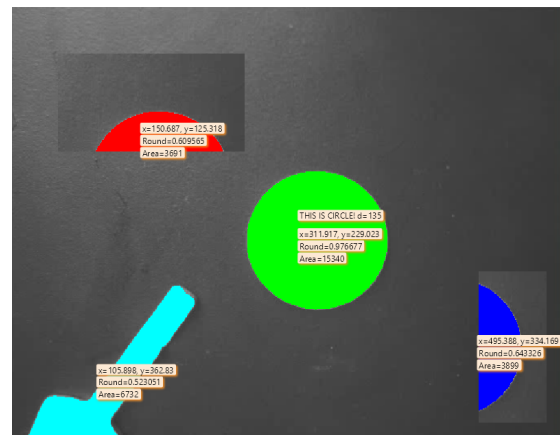 x=150.687, y=125.318
Round=0.609565
Area=3691
THIS IS CIRCLE! d=135
x=311.917, y=229.023
Round=0.976677
Area=15340
x=495.388, y=334.169
Round=0.643326
Area=3899
x=105.898, y=362.83
Round=0.523051
Area=6732